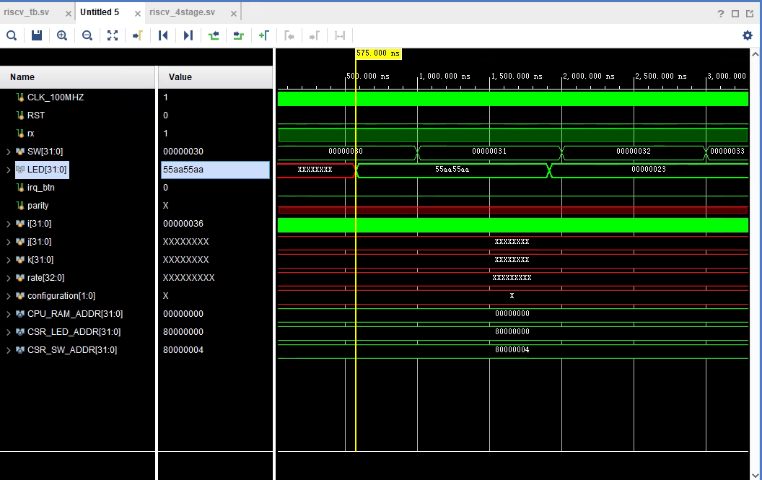 riscv_tb.sv × Untitled 5 × riscv_4stage.sv ×
575.000 ns
Name Value
500.000 ns 1,000.000 ns 1,500.000 ns 2,000.000 ns 2,500.000 ns 3,000.000
CLK_100MHZ 1
RST 0
rx 1
SW[31:0] 00000030 00000030 00000031 00000032 00000033
LED[31:0] 55aa55aa XXXXXXXX 55aa55aa 00000023
irq_btn 0
parity X
i[31:0] 00000036
j[31:0] XXXXXXXX XXXXXXXX
k[31:0] XXXXXXXX XXXXXXXX
rate[32:0] XXXXXXXXX XXXXXXXXX
configuration[1:0] X X
CPU_RAM_ADDR[31:0] 00000000 00000000
CSR_LED_ADDR[31:0] 80000000 80000000
CSR_SW_ADDR[31:0] 80000004 80000004